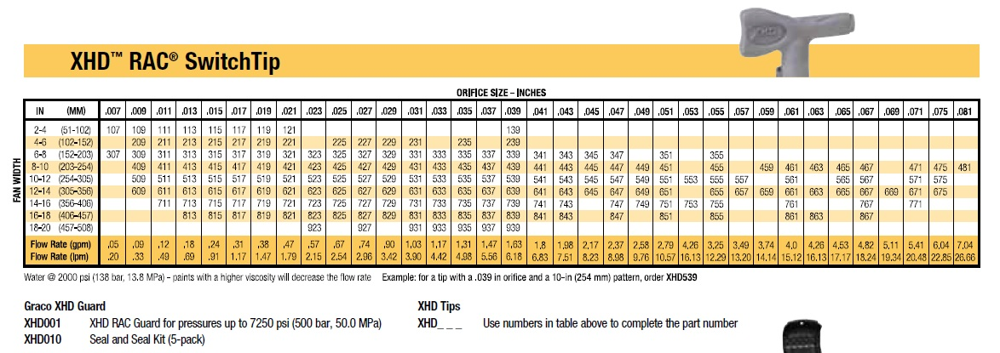 XHD™ RAC® SwitchTip
XHD
ORIFICE SIZE – INCHES
IN (MM) .007 .009 .011 .013 .015 .017 .019 .021 .023 .025 .027 .029 .031 .033 .035 .037 .039 .041 .043 .045 .047 .049 .051 .053 .055 .057 .059 .061 .063 .065 .067 .069 .071 .075 .081
FAN WIDTH
2-4 (51-102) 107 109 111 113 115 117 119 121 139
4-6 (102-152) 209 211 213 215 217 219 221 225 227 229 231 235 239
6-8 (152-203) 307 309 311 313 315 317 319 321 323 325 327 329 331 333 335 337 339 341 343 345 347 351 355
8-10 (203-254) 409 411 413 415 417 419 421 423 425 427 429 431 433 435 437 439 441 443 445 447 449 451 455 459 461 463 465 467 471 475 481
10-12 (254-305) 509 511 513 515 517 519 521 523 525 527 529 531 533 535 537 539 541 543 545 547 549 551 553 555 557 561 565 567 571 575
12-14 (305-356) 609 611 613 615 617 619 621 623 625 627 629 631 633 635 637 639 641 643 645 647 649 651 655 657 659 661 663 665 667 669 671 675
14-16 (356-406) 711 713 715 717 719 721 723 725 727 729 731 733 735 737 739 741 743 747 749 751 753 755 761 767 771
16-18 (406-457) 813 815 817 819 821 823 825 827 829 831 833 835 837 839 841 843 847 851 855 861 863 867
18-20 (457-508) 923 927 931 933 935 937 939
Flow Rate (gpm) .05 .09 .12 .18 .24 .31 .38 .47 .57 .67 .74 .90 1.03 1.17 1.31 1.47 1.63 1,8 1.98 2.17 2.37 2.58 2.79 4.26 3.25 3.49 3.74 4.0 4.26 4.53 4.82 5,11 5.41 6,04 7,04
Flow Rate (lpm) .20 .33 .49 .69 .91 1.17 1.47 1.79 2.15 2.54 2.96 3.42 3.90 4.42 4.98 5.56 6.18 6.83 7.51 8.23 8.98 9.76 10.57 16.13 12.29 13.20 14.14 15.12 16.13 17.17 18.24 19.34 20.48 22.85 26.66
Water @ 2000 psi (138 bar, 13.8 MPa) – paints with a higher viscosity will decrease the flow rate Example: for a tip with a .039 in orifice and a 10–in (254 mm) pattern, order XHD539
Graco XHD Guard
XHD001 XHD RAC Guard for pressures up to 7250 psi (500 bar, 50.0 MPa)
XHD010 Seal and Seal Kit (5-pack)
XHD Tips
XHD_ _ _ Use numbers in table above to complete the part number